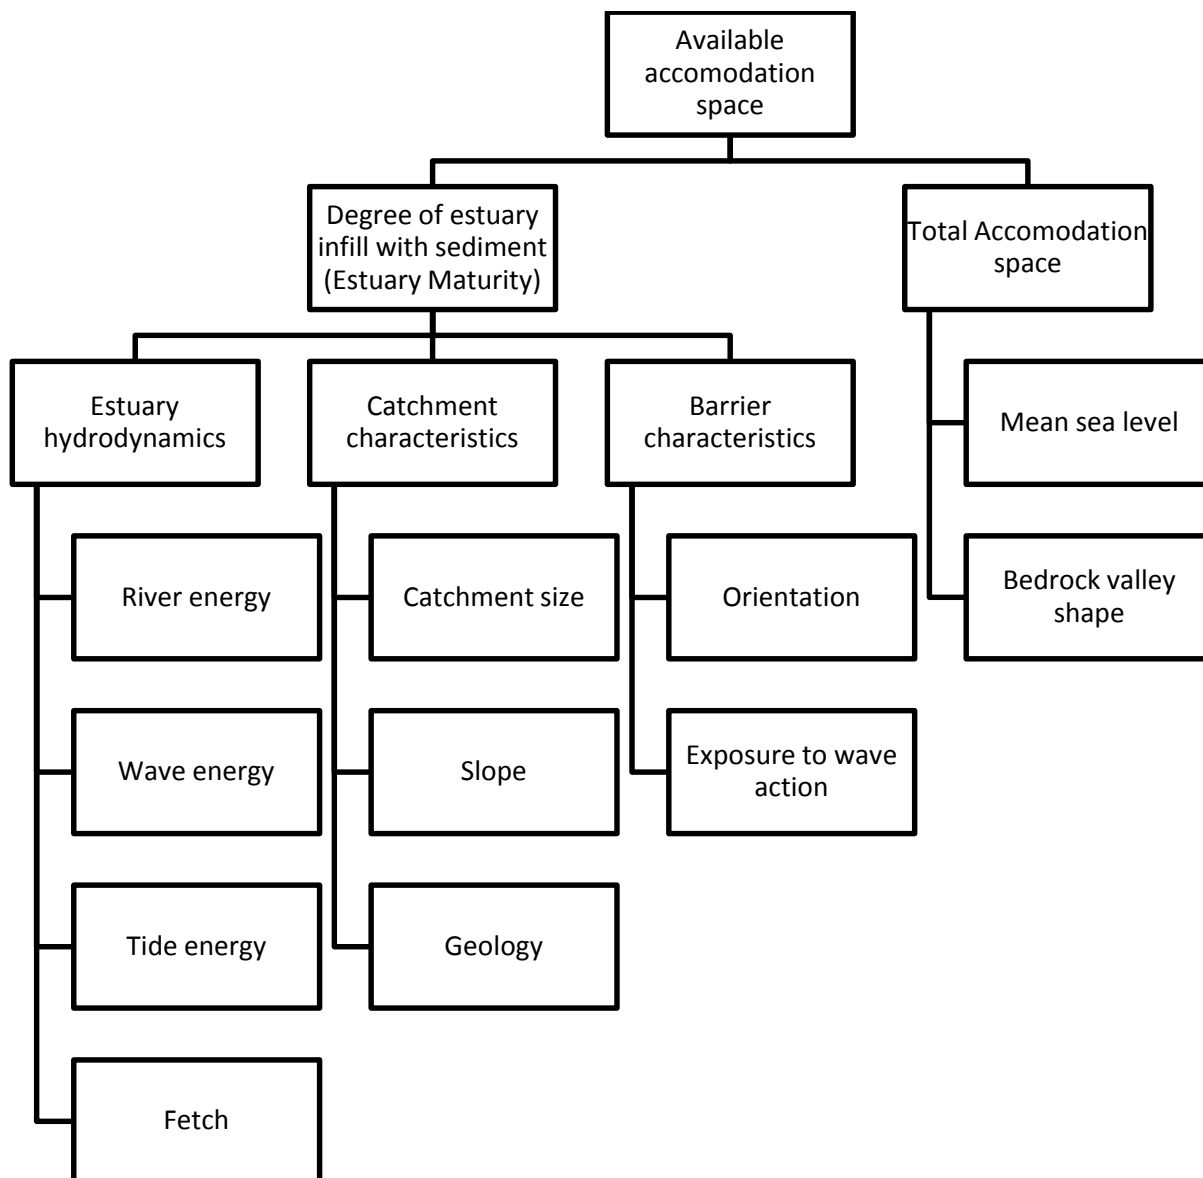 Available
accomodation
space
Degree of estuary
infill with sediment
(Estuary Maturity)
Total Accomodation
space
Estuary
hydrodynamics
Catchment
characteristics
Barrier
characteristics
Mean sea level
River energy
Catchment size
Orientation
Bedrock valley
shape
Wave energy
Slope
Exposure to wave
action
Tide energy
Geology
Fetch